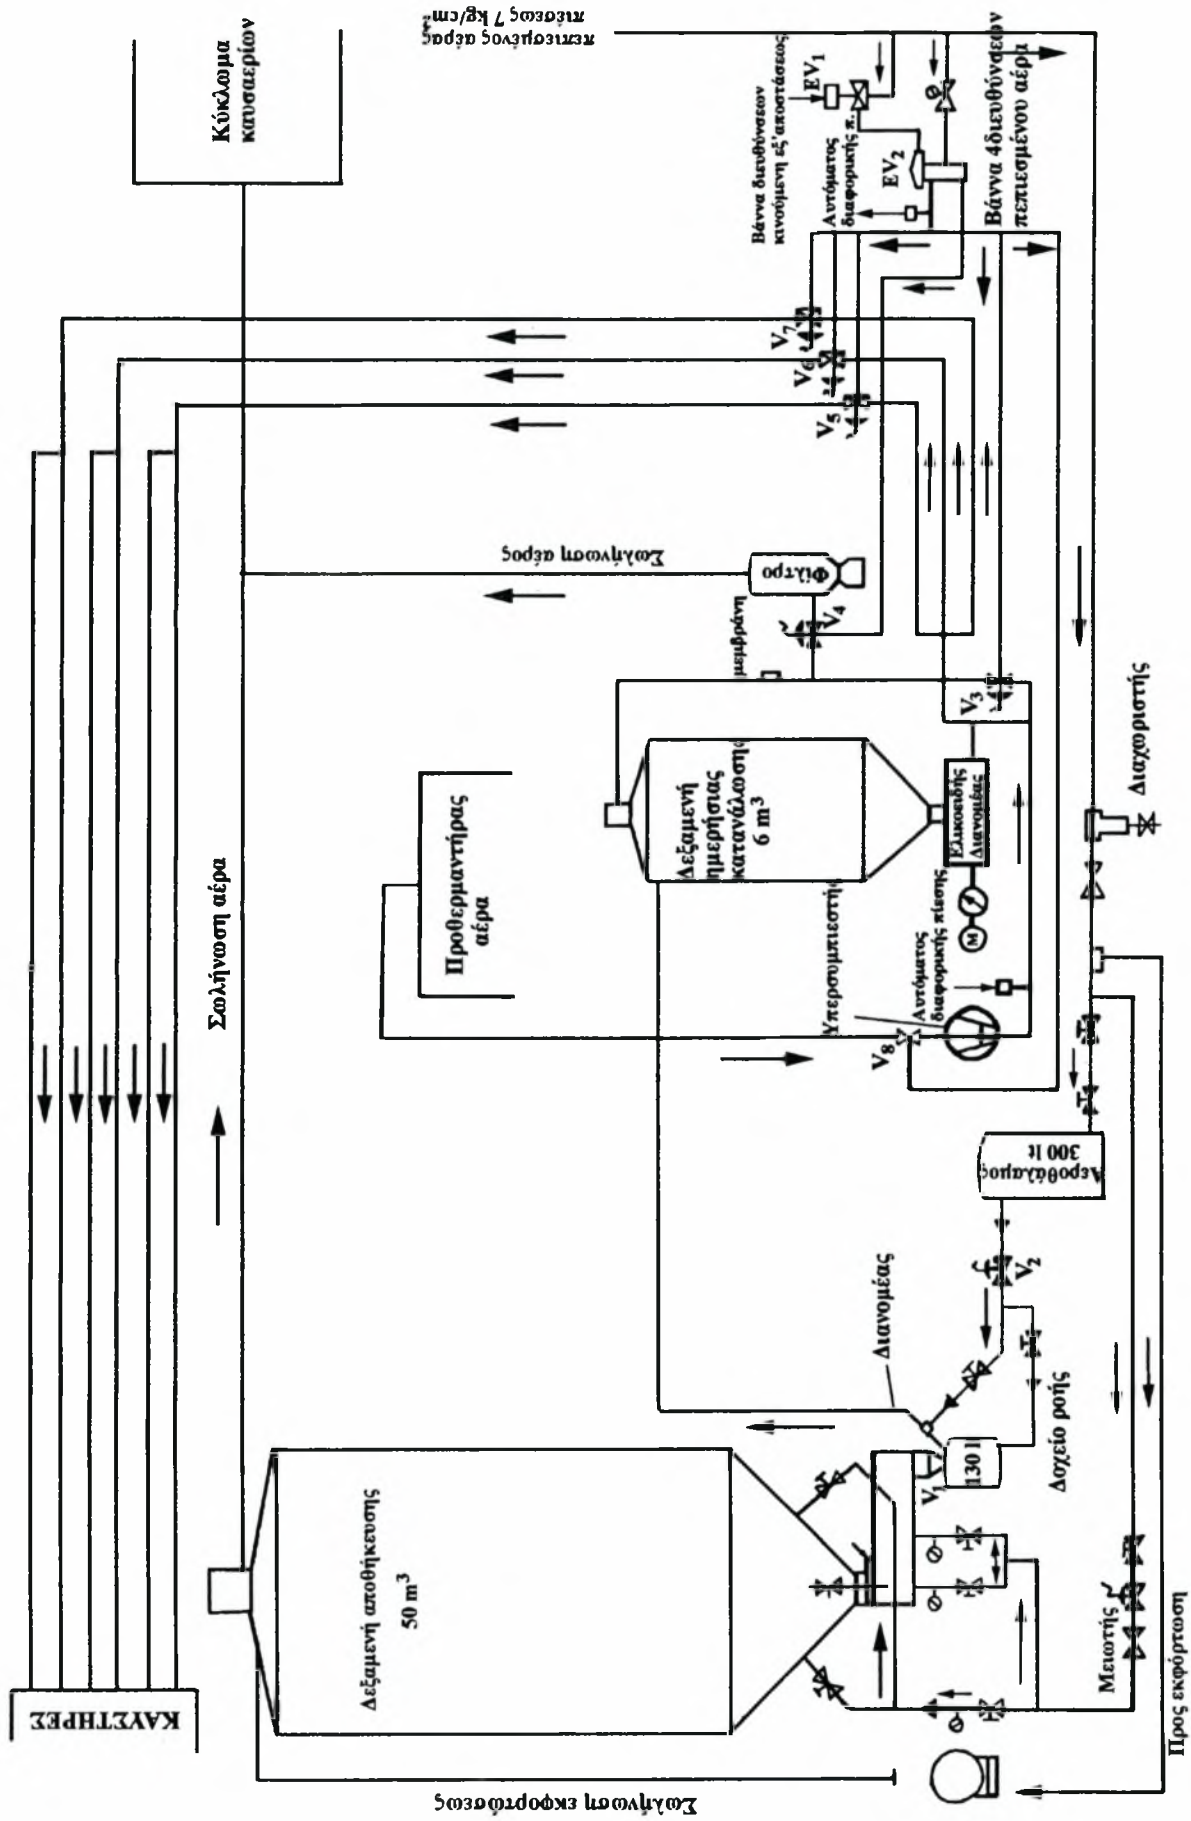 πεπιεσμένος αέρας
πιέσεως 7 kg/cm²
Κύκλωμα
καυσαερίων
Βάννα διευθύνσεων
κινούμενη εξ'αποστάσεως
EV1
Αυτόματος
διαφορικής π.
EV2
Βάννα 4διευθύνσεων
πεπιεσμένου αέρα
V7
V6
V5
Σωλήνωση αέρος
Φίλτρο
V4
μεμβράνη
V3
Σωλήνωση αέρα
Προθερμαντήρας
αέρα
Δεξαμενή
ημερήσιας
κατανάλωσης
6 m³
Ελικοειδής
Διανομέας
M
Διαχωριστής
Υπερσυμπιεστής
Αυτόματος
διαφορικής πίεσης
V8
Αεροθάλαμος
300 lt
V2
Διανομέας
Δοχείο ροής
130 l
V1
Δεξαμενή αποθήκευσης
50 m³
Μειωτής
Προς εκφόρτωση
ΚΑΥΣΤΗΡΕΣ
Σωλήνωση εκφορτώσεως